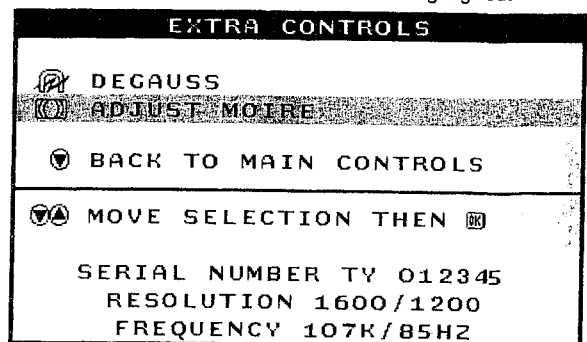 EXTRA CONTROLS
DEGAUSS
ADJUST MOIRE
BACK TO MAIN CONTROLS
MOVE SELECTION THEN OK
SERIAL NUMBER TY 012345
RESOLUTION 1600/1200
FREQUENCY 107K/85HZ